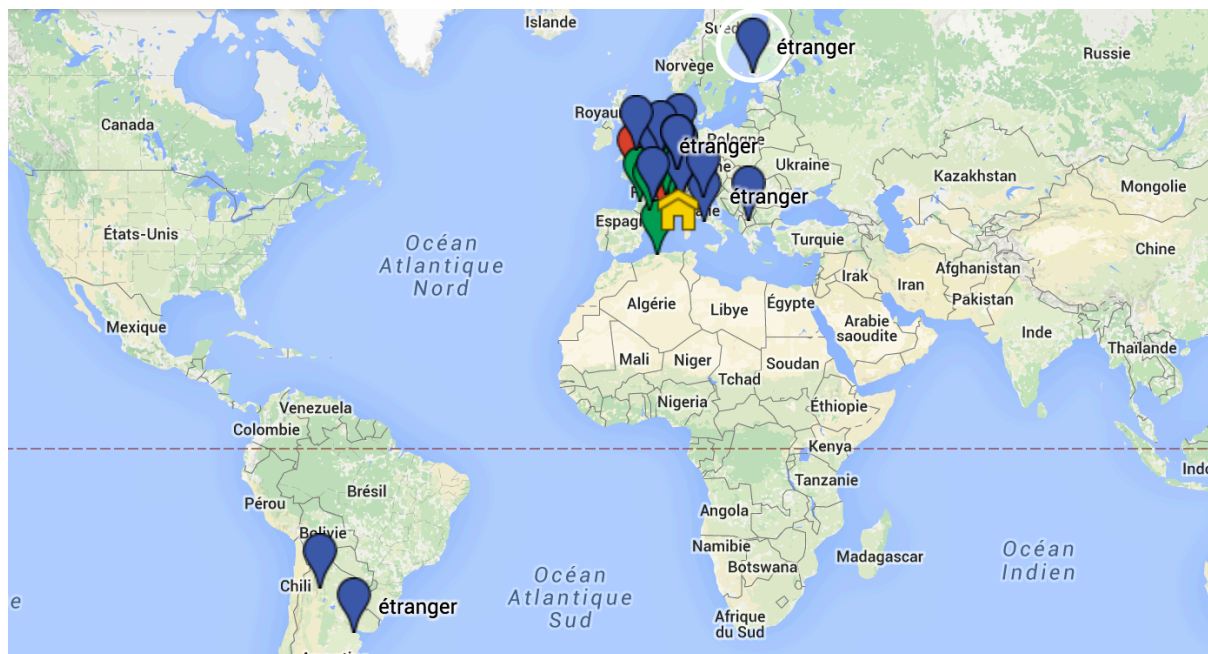 Islande
Sued
étranger
Norvège
Russie
Canada
Royau
étranger
Pologne
Ukraine
Kazakhstan
Mongolie
étranger
Espag
États-Unis
Océan
Atlantique
Nord
Turquie
Chine
Irak
Iran
Afghanistan
Pakistan
Algérie
Libye
Égypte
Arabie
saoudite
Inde
Mexique
Mali
Niger
Soudan
Thaïlande
Tchad
Nigeria
Éthiopie
Venezuela
Colombie
Kenya
Indo
Tanzanie
Pérou
Brésil
Angola
Bolivie
Namibie
Botswana
Madagascar
Océan
Indien
Chili
étranger
Océan
Atlantique
Sud
Afrique
du Sud
e